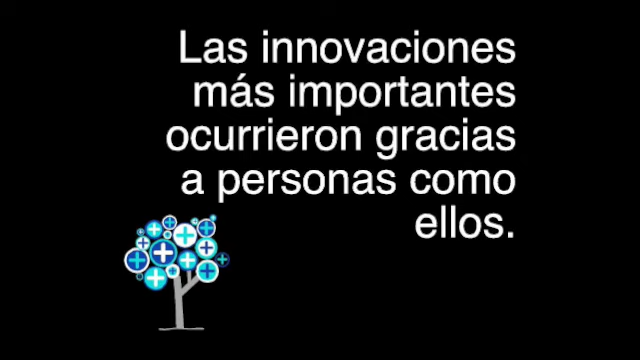 Las innovaciones
más importantes
ocurrieron gracias
a personas como
ellos.